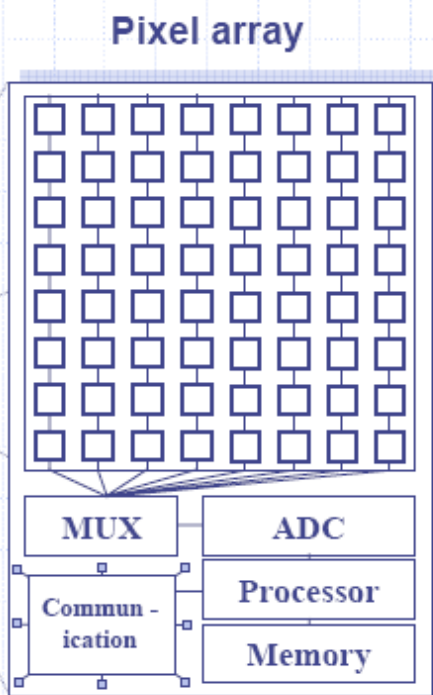 Pixel array
MUX
ADC
Commun -
ication
Processor
Memory